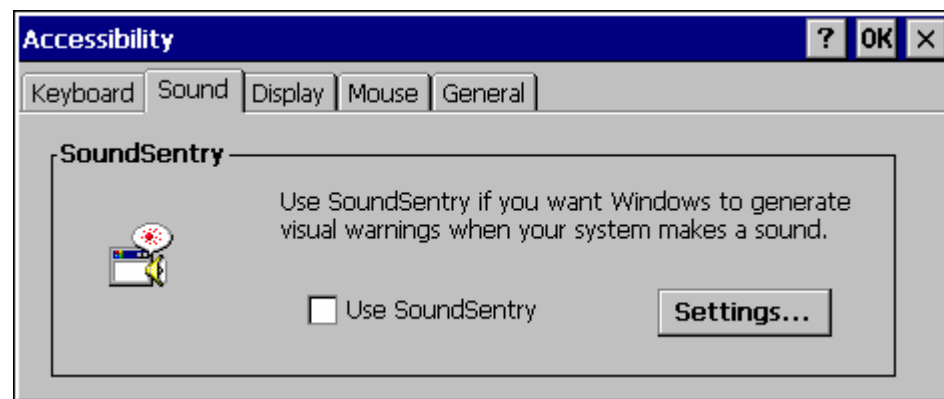 Accessibility ? OK ×
Keyboard Sound Display Mouse General
SoundSentry
Use SoundSentry if you want Windows to generate
visual warnings when your system makes a sound.
Use SoundSentry Settings...